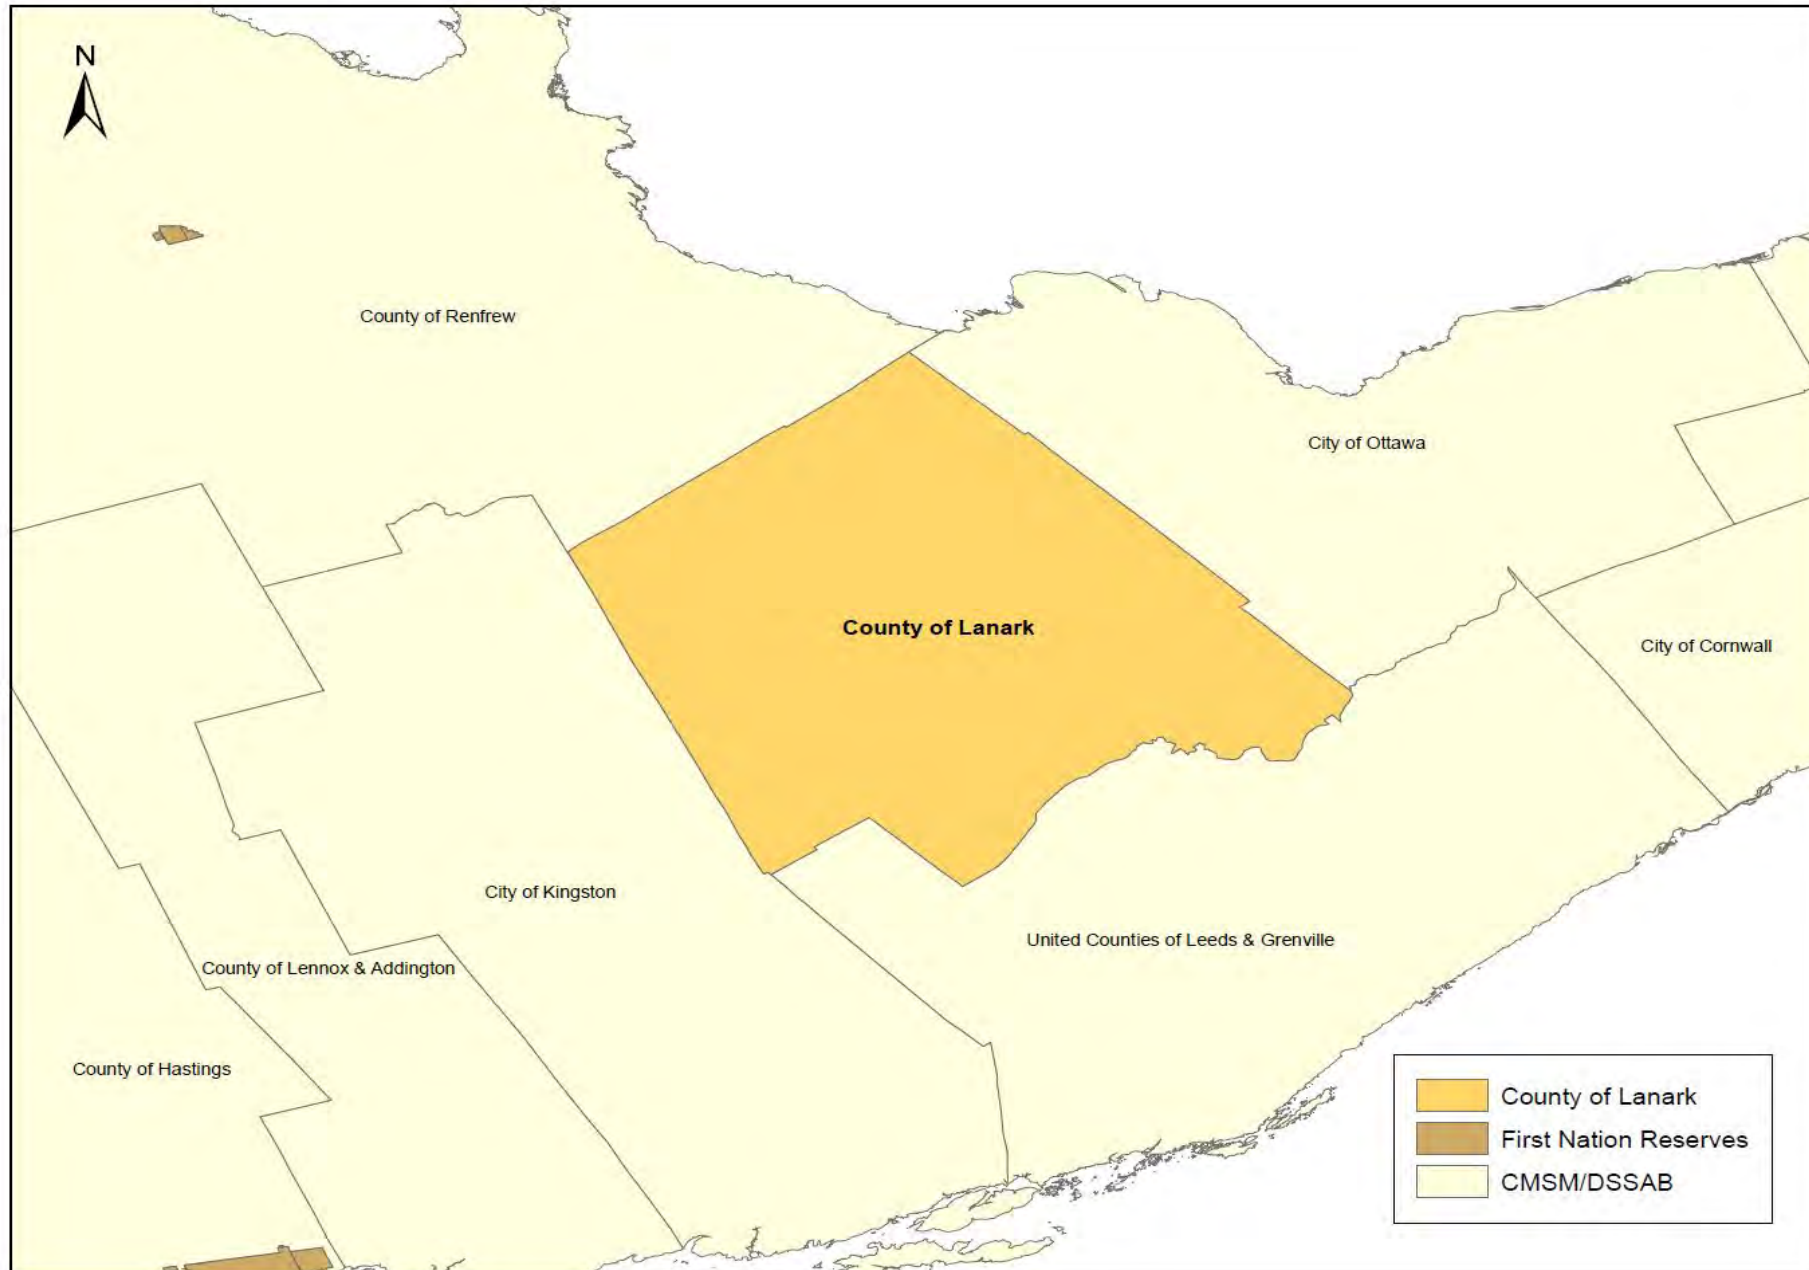 N
County of Renfrew
City of Ottawa
County of Lanark
City of Cornwall
City of Kingston
United Counties of Leeds & Grenville
County of Lennox & Addington
County of Hastings
County of Lanark
First Nation Reserves
CMSM/DSSAB